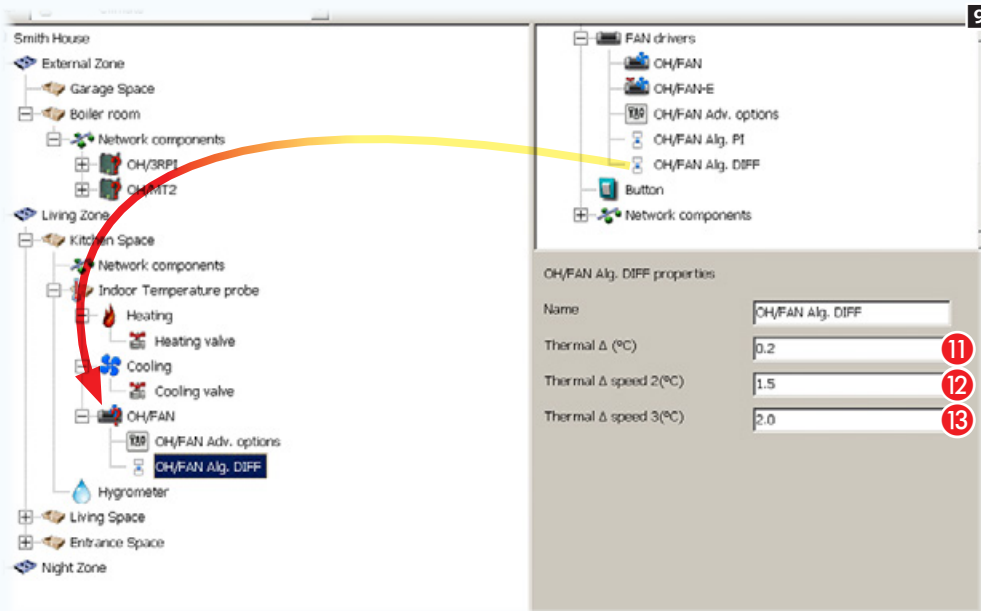 9
Smith House
External Zone
Garage Space
Boiler room
Network components
OH/3RPI
OH/MT2
Living Zone
Kitchen Space
Network components
Indoor Temperature probe
Heating
Heating valve
Cooling
Cooling valve
OH/FAN
OH/FAN Adv. options
OH/FAN Alg. DIFF
Hygrometer
Living Space
Entrance Space
Night Zone
FAN drivers
OH/FAN
OH/FAN-E
OH/FAN Adv. options
OH/FAN Alg. PI
OH/FAN Alg. DIFF
Button
Network components
OH/FAN Alg. DIFF properties
Name OH/FAN Alg. DIFF
Thermal Δ (ºC) 0.2 11
Thermal Δ speed 2(ºC) 1.5 12
Thermal Δ speed 3(ºC) 2.0 13